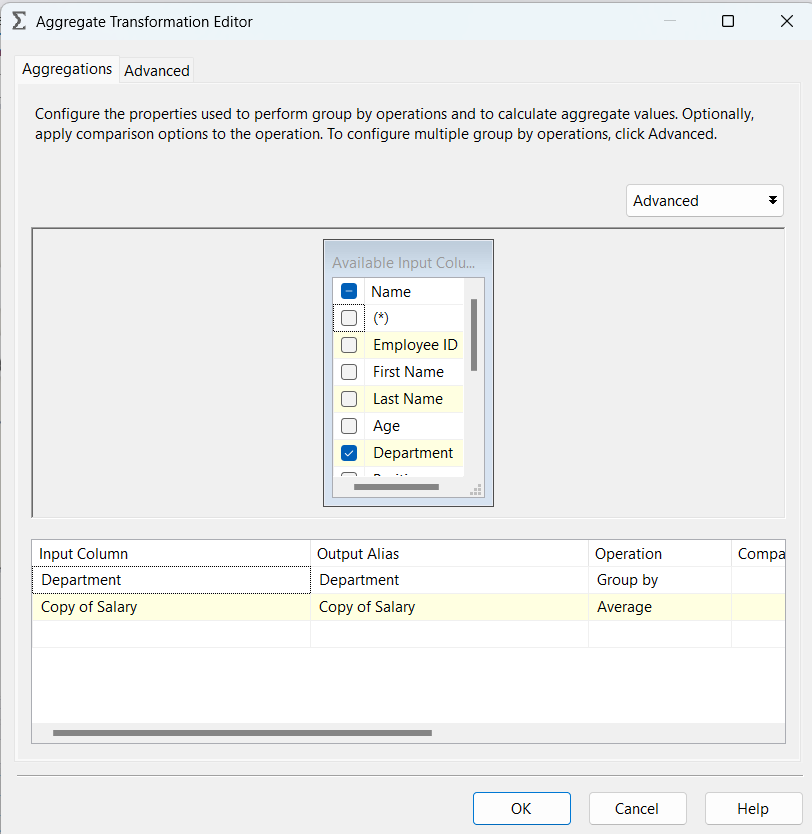 Aggregate Transformation Editor
Aggregations
Advanced
Configure the properties used to perform group by operations and to calculate aggregate values. Optionally,
apply comparison options to the operation. To configure multiple group by operations, click Advanced.
Advanced
Available Input Colu...
Name
(*)
Employee ID
First Name
Last Name
Age
Department
Input Column Output Alias Operation Compa
Department Department Group by
Copy of Salary Copy of Salary Average
OK Cancel Help